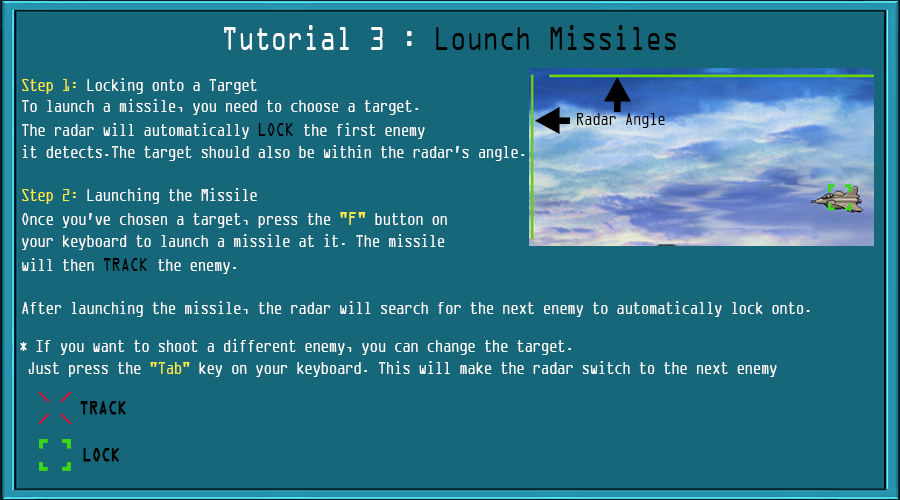 Tutorial 3 : Lounch Missiles
Step 1: Locking onto a Target
To launch a missile, you need to choose a target.
The radar will automatically LOCK the first enemy
it detects.The target should also be within the radar's angle.
Radar Angle
Step 2: Launching the Missile
Once you've chosen a target, press the "F" button on
your keyboard to launch a missile at it. The missile
will then TRACK the enemy.
After launching the missile, the radar will search for the next enemy to automatically lock onto.
* If you want to shoot a different enemy, you can change the target.
Just press the "Tab" key on your keyboard. This will make the radar switch to the next enemy
TRACK
LOCK